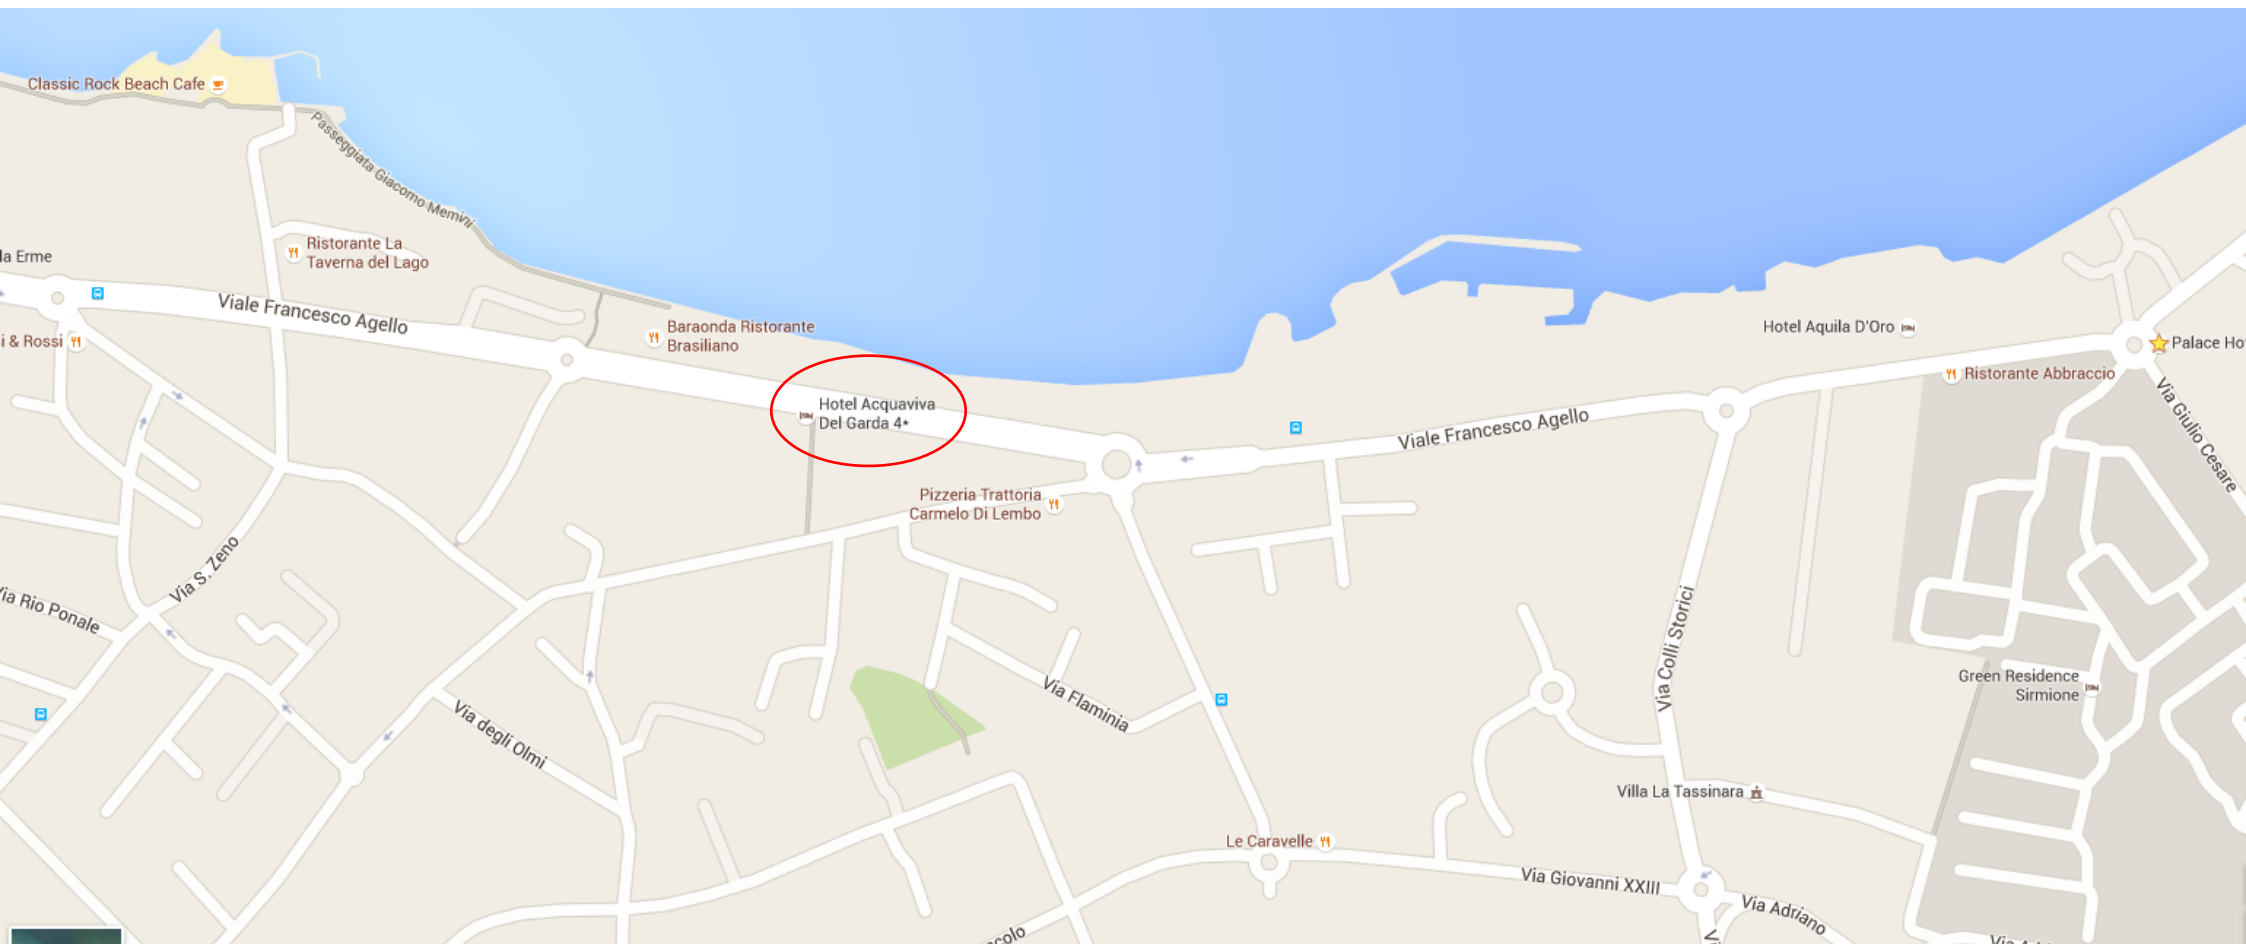 Classic Rock Beach Cafe
Passeggiata Giacomo Memini
Ristorante La
Taverna del Lago
la Erme
Viale Francesco Agello
i & Rossi
Baraonda Ristorante
Brasiliano
Hotel Acquaviva
Del Garda 4*
Hotel Aquila D'Oro
Palace Ho
Ristorante Abbraccio
Viale Francesco Agello
Via Giulio Cesare
Pizzeria Trattoria
Carmelo Di Lembo
Via S. Zeno
ia Rio Ponale
Via Colli Storici
Via Flaminia
Green Residence
Sirmione
Via degli Olmi
Villa La Tassinara
Le Caravelle
Via Giovanni XXIII
Via Adriano
scolo